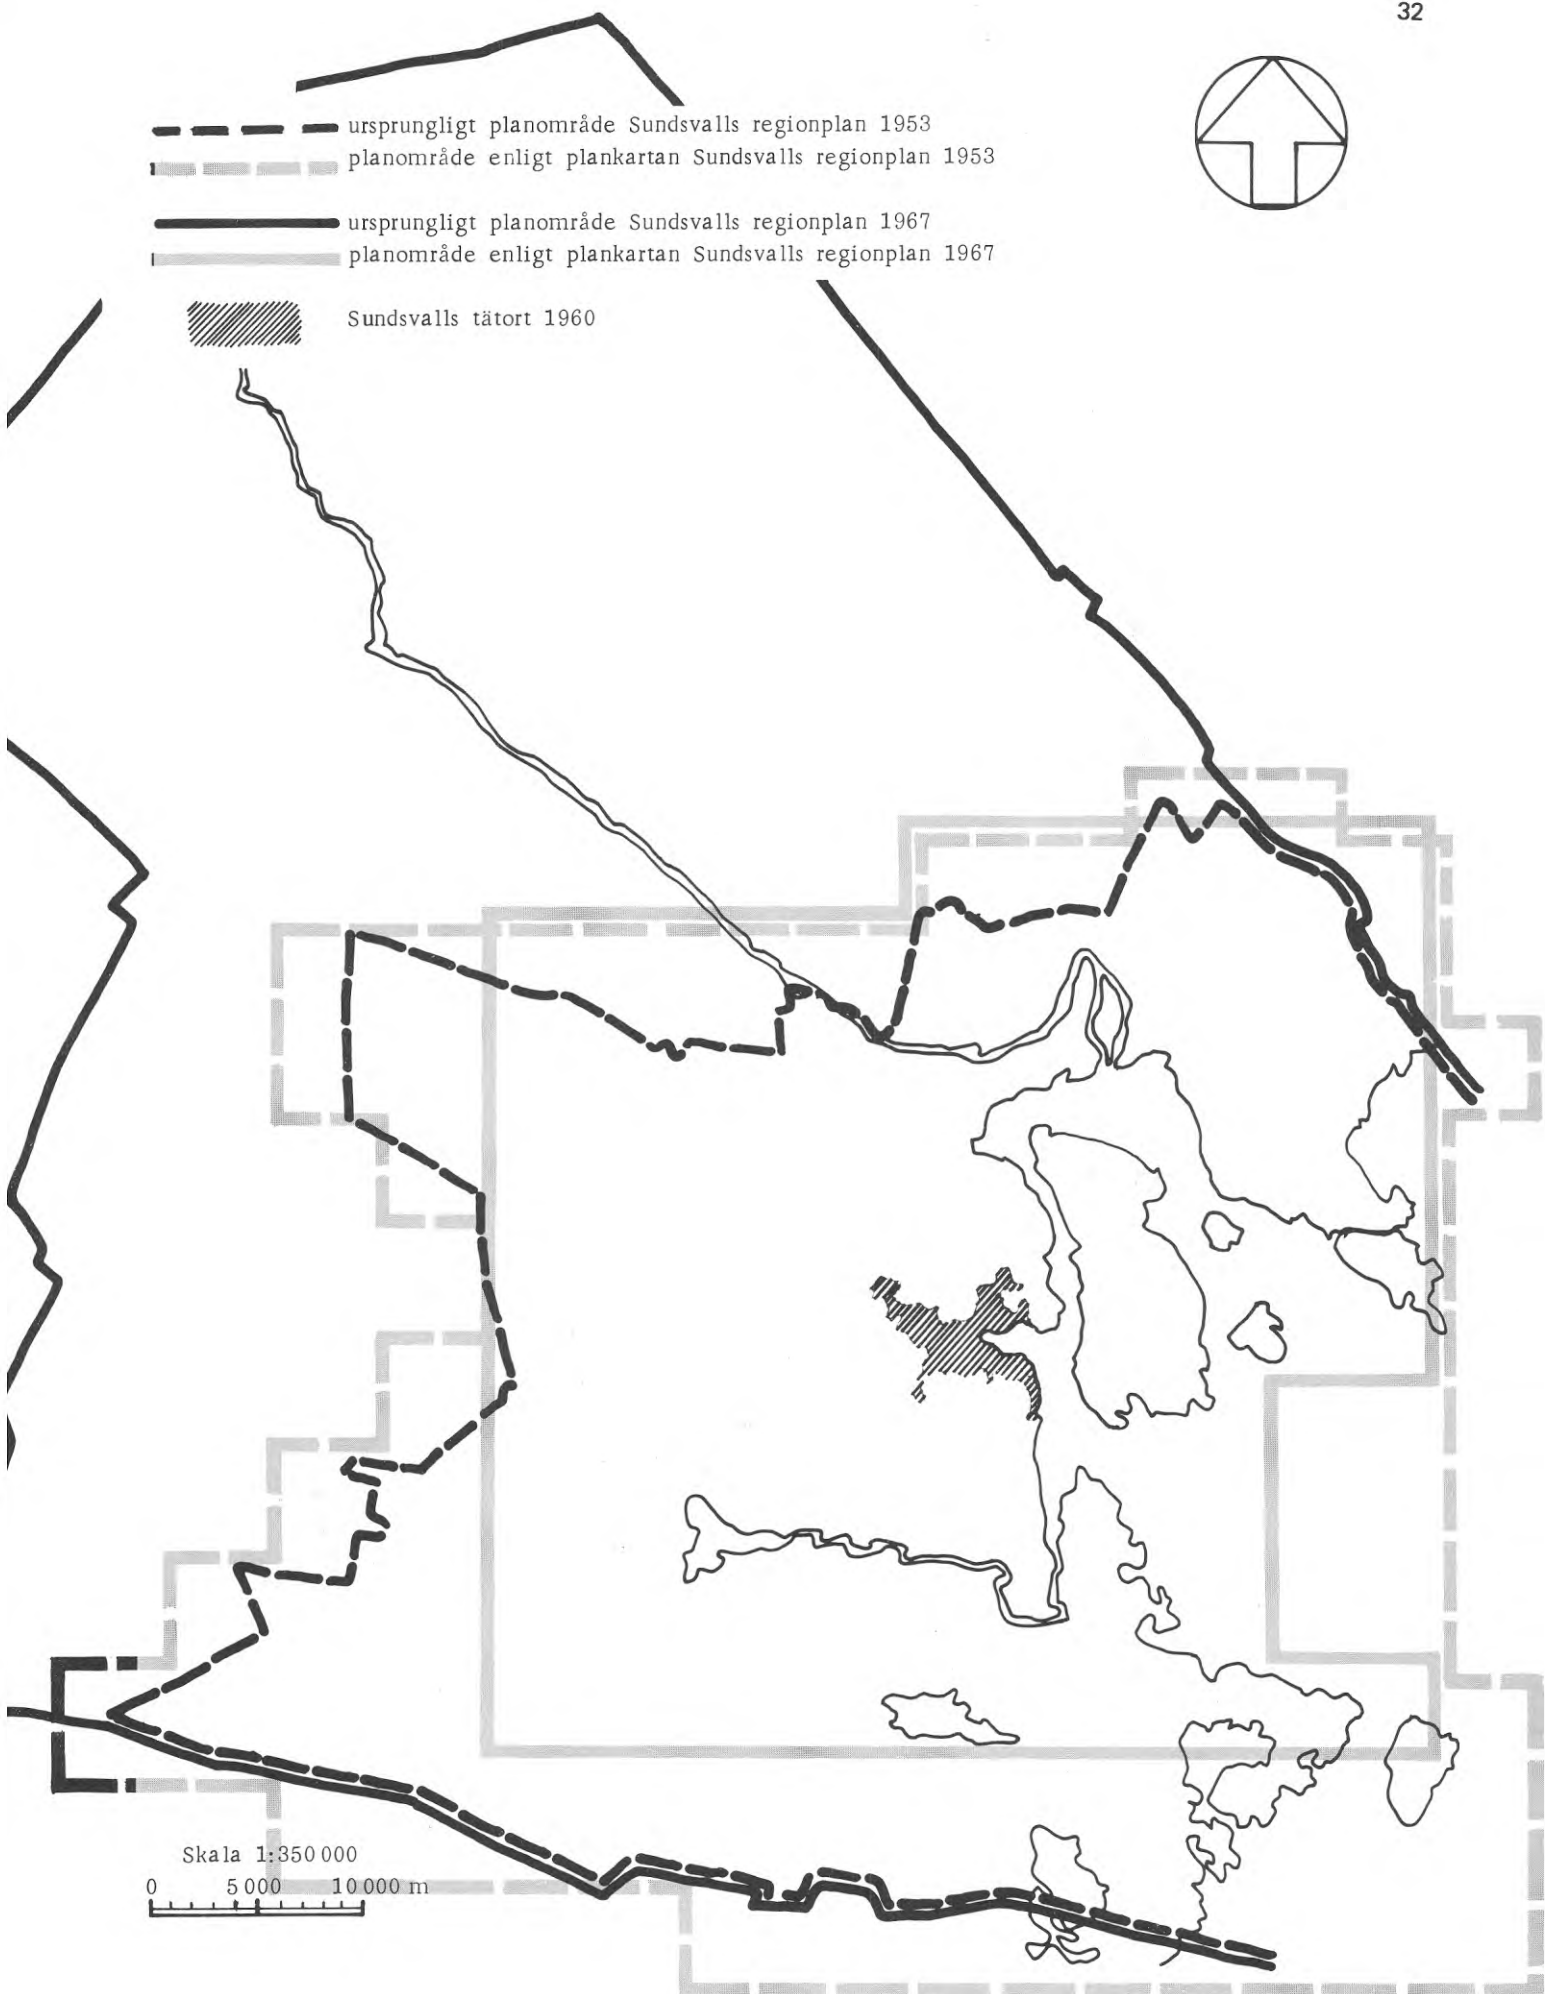 32
ursprungligt planområde Sundsvalls regionplan 1953
planområde enligt plankartan Sundsvalls regionplan 1953
ursprungligt planområde Sundsvalls regionplan 1967
planområde enligt plankartan Sundsvalls regionplan 1967
Sundsvalls tätort 1960
Skala 1:350 000
0 5 000 10 000 m